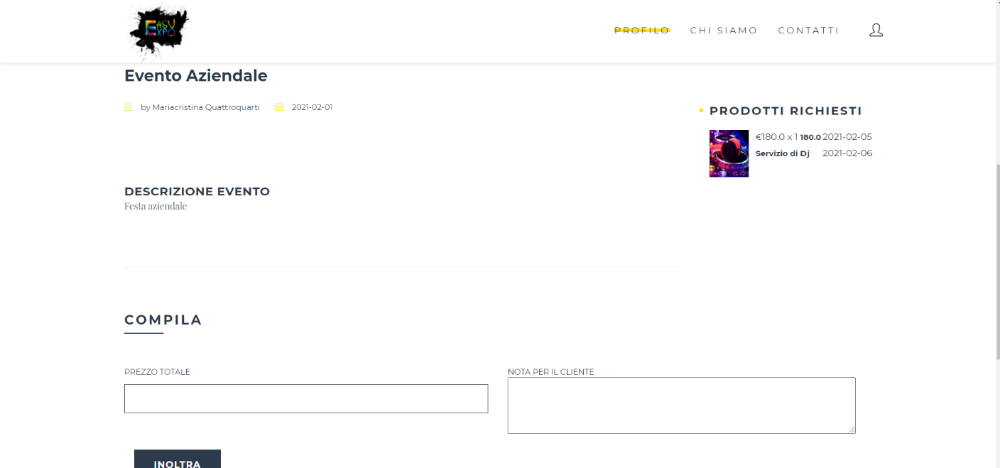 EASY
EXPO
PROFILO CHI SIAMO CONTATTI
Evento Aziendale
by Mariacristina Quattroquarti 2021-02-01
PRODOTTI RICHIESTI
€180.0 x 1 180.0 2021-02-05
Servizio di Dj 2021-02-06
DESCRIZIONE EVENTO
Festa aziendale
COMPILA
PREZZO TOTALE
NOTA PER IL CLIENTE
INOLTRA